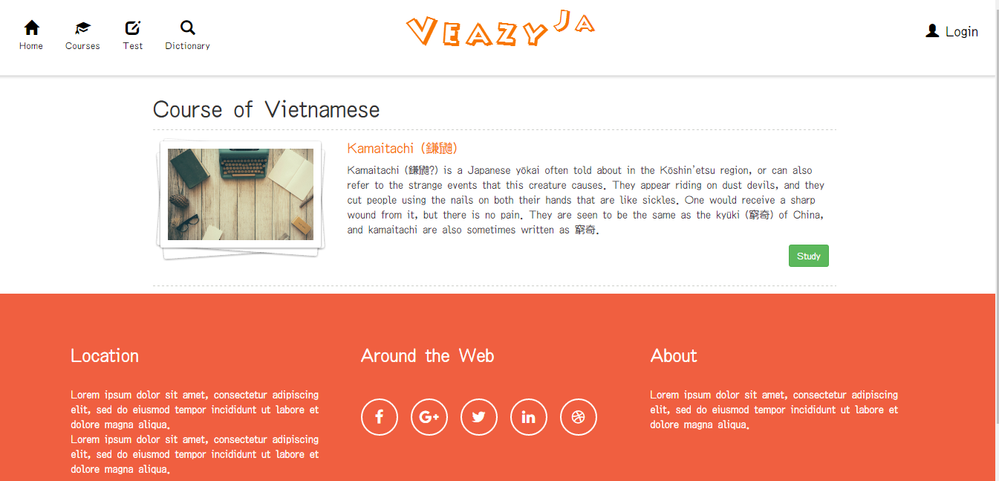 Home
Courses
Test
Dictionary
VEAZY JA
Login
Course of Vietnamese
Kamaitachi (鎌鼬)
Kamaitachi (鎌鼬?) is a Japanese yōkai often told about in the Kōshin'etsu region, or can also
refer to the strange events that this creature causes. They appear riding on dust devils, and they
cut people using the nails on both their hands that are like sickles. One would receive a sharp
wound from it, but there is no pain. They are seen to be the same as the kyūki (窮奇) of China,
and kamaitachi are also sometimes written as 窮奇.
Study
Location
Lorem ipsum dolor sit amet, consectetur adipiscing
elit, sed do eiusmod tempor incididunt ut labore et
dolore magna aliqua.
Lorem ipsum dolor sit amet, consectetur adipiscing
elit, sed do eiusmod tempor incididunt ut labore et
dolore magna aliqua.
Around the Web
About
Lorem ipsum dolor sit amet, consectetur adipiscing
elit, sed do eiusmod tempor incididunt ut labore et
dolore magna aliqua.